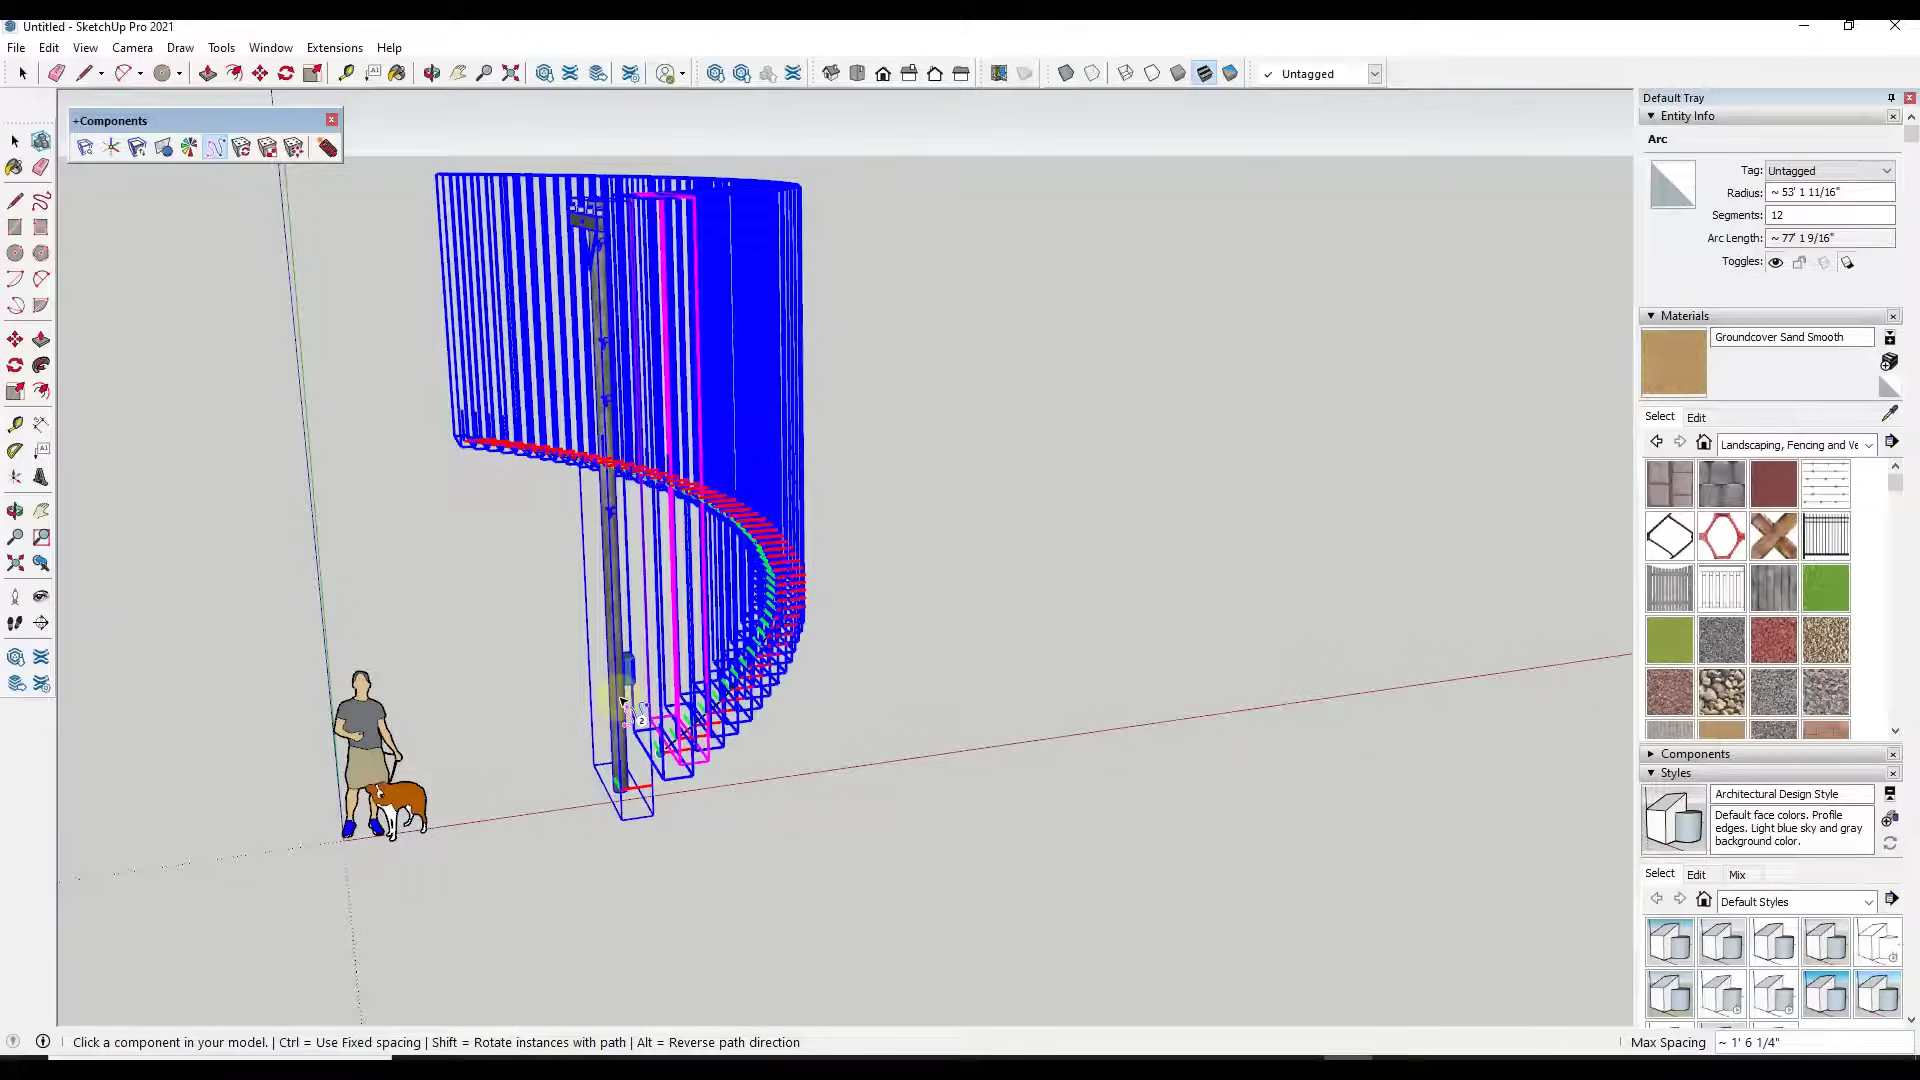 Untitled - SketchUp Pro 2021
File Edit View Camera Draw Tools Window Extensions Help
Untagged
+Components
Default Tray
Entity Info
Arc
Tag: Untagged
Radius: ~ 53' 1 11/16"
Segments: 12
Arc Length: ~ 77' 1 9/16"
Toggles:
Materials
Groundcover Sand Smooth
Select Edit
Landscaping, Fencing and Ve
Components
Styles
Architectural Design Style
Default face colors. Profile
edges. Light blue sky and gray
background color.
Select Edit Mix
Default Styles
2
Click a component in your model. | Ctrl = Use Fixed spacing | Shift = Rotate instances with path | Alt = Reverse path direction
Max Spacing ~ 1' 6 1/4"